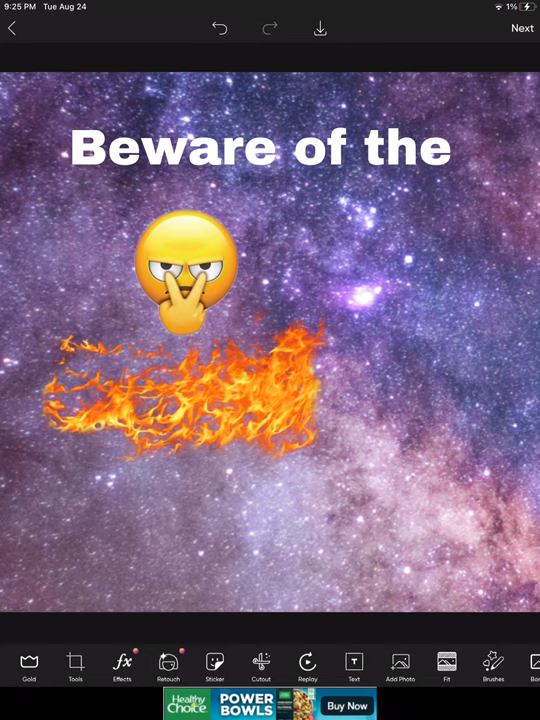 9:25 PM Tue Aug 24
1%
Next
Beware of the
Gold
Tools
Effects
Retouch
Sticker
Cutout
Replay
Text
Add Photo
Fit
Brushes
Bor
Healthy
Choice
POWER
BOWLS
Buy Now